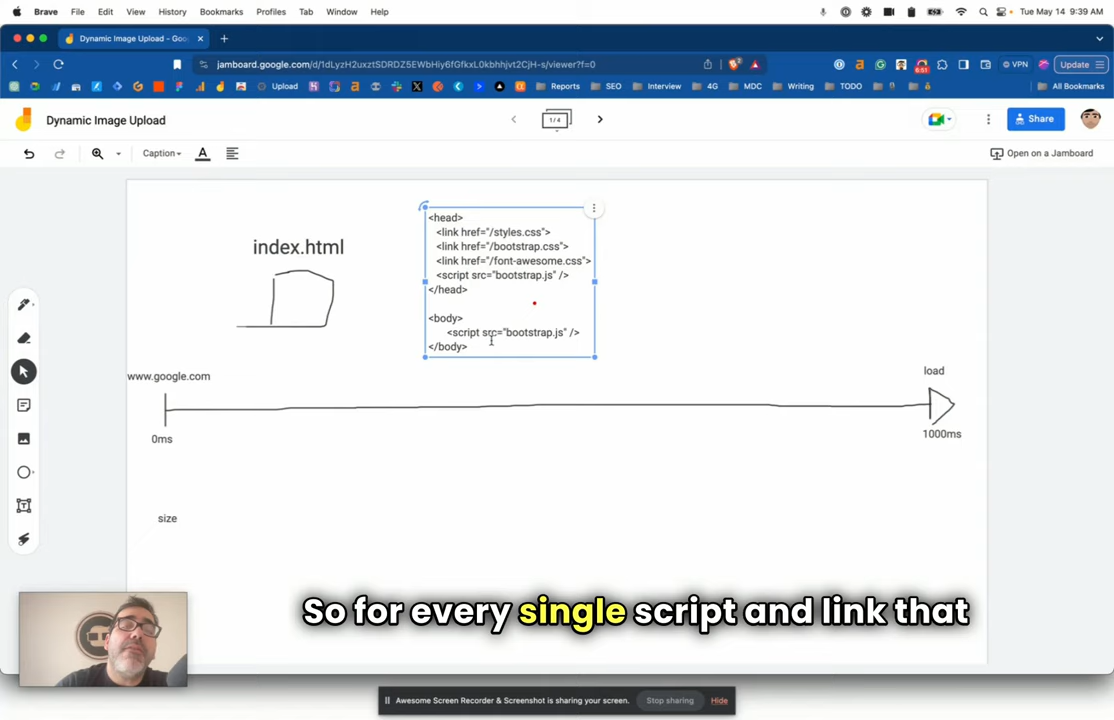 Brave File Edit View History Bookmarks Profiles Tab Window Help Tue May 14 9:39 AM
Dynamic Image Upload - Goo
jamboard.google.com/d/1dLyzH2uxztSDRDZ5EWbHiy6fGfkxL0kbhhjvt2CjH-s/viewer?f=0 VPN Update
Upload Reports SEO Interview 4G MDC Writing TODO All Bookmarks
Dynamic Image Upload 1/4 Share
Caption A Open on a Jamboard
index.html
<head>
<link href="/styles.css">
<link href="/bootstrap.css">
<link href="/font-awesome.css">
<script src="bootstrap.js" />
</head>
<body>
<script src="bootstrap.js" />
</body>
www.google.com
load
0ms
1000ms
size
So for every single script and link that
Awesome Screen Recorder & Screenshot is sharing your screen. Stop sharing Hide